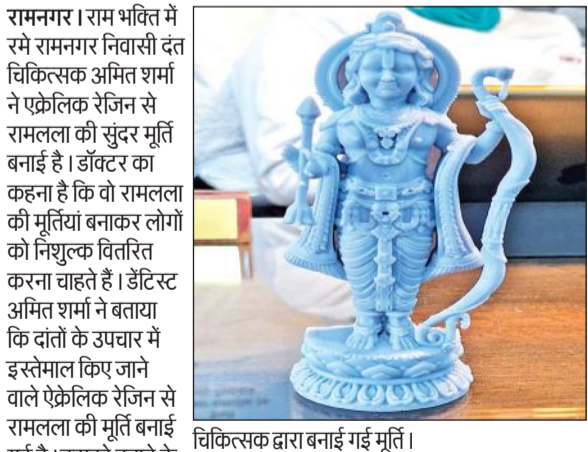 रामनगर। राम भक्ति में
रमे रामनगर निवासी दंत
चिकित्सक अमित शर्मा
ने एक्रेलिक रेजिन से
रामलला की सुंदर मूर्ति
बनाई है। डॉक्टर का
कहना है कि वो रामलला
की मूर्तियां बनाकर लोगों
को निशुल्क वितरित
करना चाहते हैं। डेंटिस्ट
अमित शर्मा ने बताया
कि दांतों के उपचार में
इस्तेमाल किए जाने
वाले ऐक्रेलिक रेजिन से
रामलला की मूर्ति बनाई
चिकित्सक द्वारा बनाई गई मूर्ति।